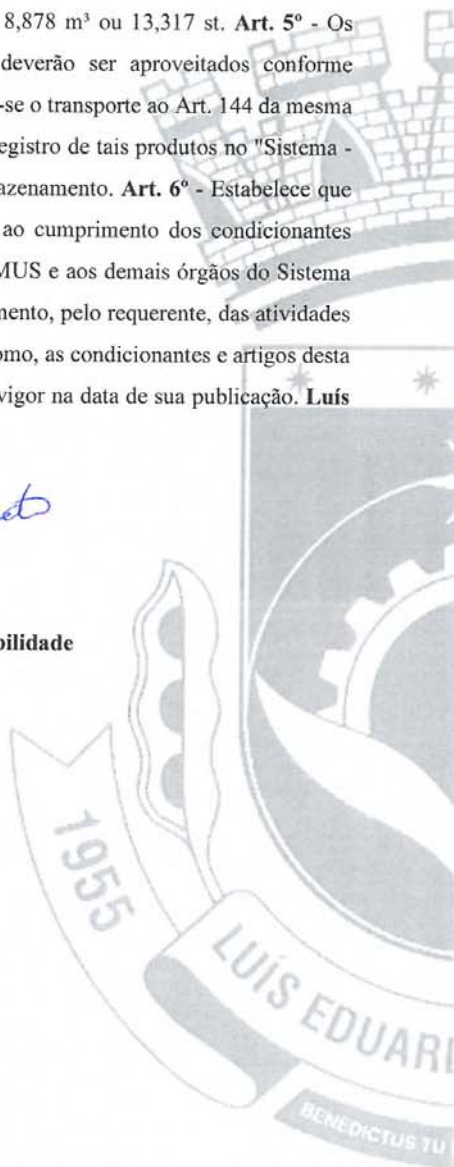 8,878 m³ ou 13,317 st. Art. 5º - Os
deverão ser aproveitados conforme
-se o transporte ao Art. 144 da mesma
egistro de tais produtos no "Sistema -
azenamento. Art. 6º - Estabelece que
ao cumprimento dos condicionantes
MUS e aos demais órgãos do Sistema
mento, pelo requerente, das atividades
omo, as condicionantes e artigos desta
vigor na data de sua publicação. Luís
bilidade
1955
LUÍS EDUAR
BENEDICTUS TU